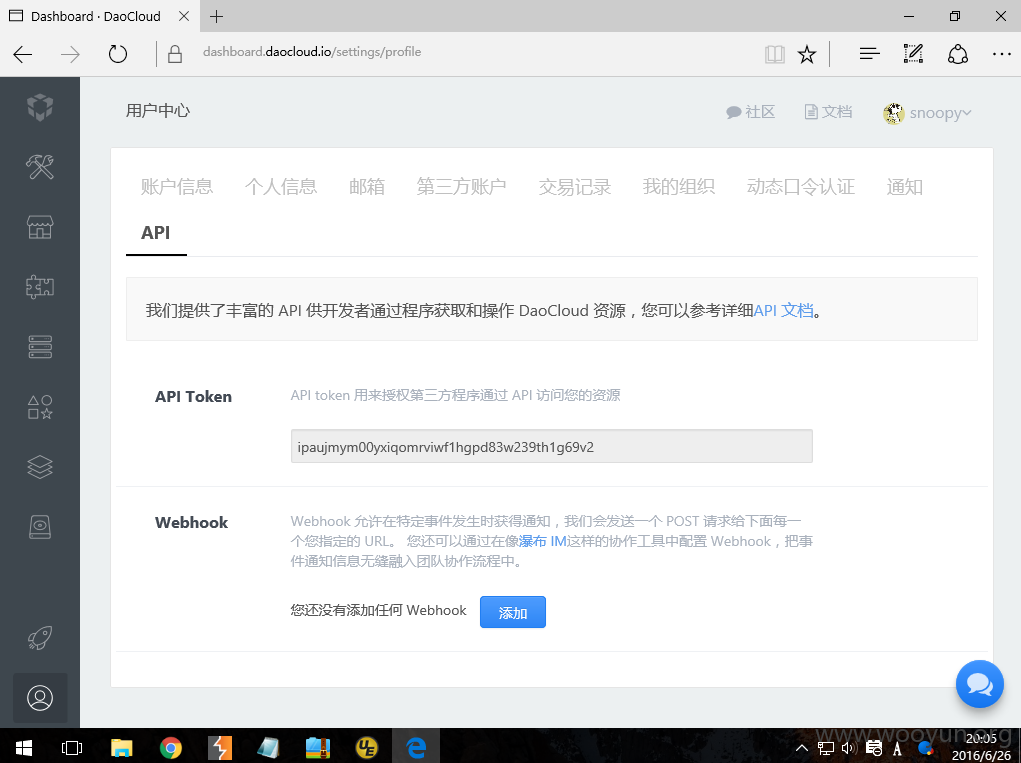 Dashboard · DaoCloud
dashboard.daocloud.io/settings/profile
用户中心
社区
文档
snoopy
账户信息
个人信息
邮箱
第三方账户
交易记录
我的组织
动态口令认证
通知
API
我们提供了丰富的 API 供开发者通过程序获取和操作 DaoCloud 资源，您可以参考详细API 文档。
API Token
API token 用来授权第三方程序通过 API 访问您的资源
ipaujmym00yxiqomrviwf1hgpd83w239th1g69v2
Webhook
Webhook 允许在特定事件发生时获得通知，我们会发送一个 POST 请求给下面每一
个您指定的 URL。 您还可以通过在像瀑布 IM这样的协作工具中配置 Webhook，把事
件通知信息无缝融入团队协作流程中。
您还没有添加任何 Webhook
添加
www.wooyun.org
UE
A
20:05
2016/6/26